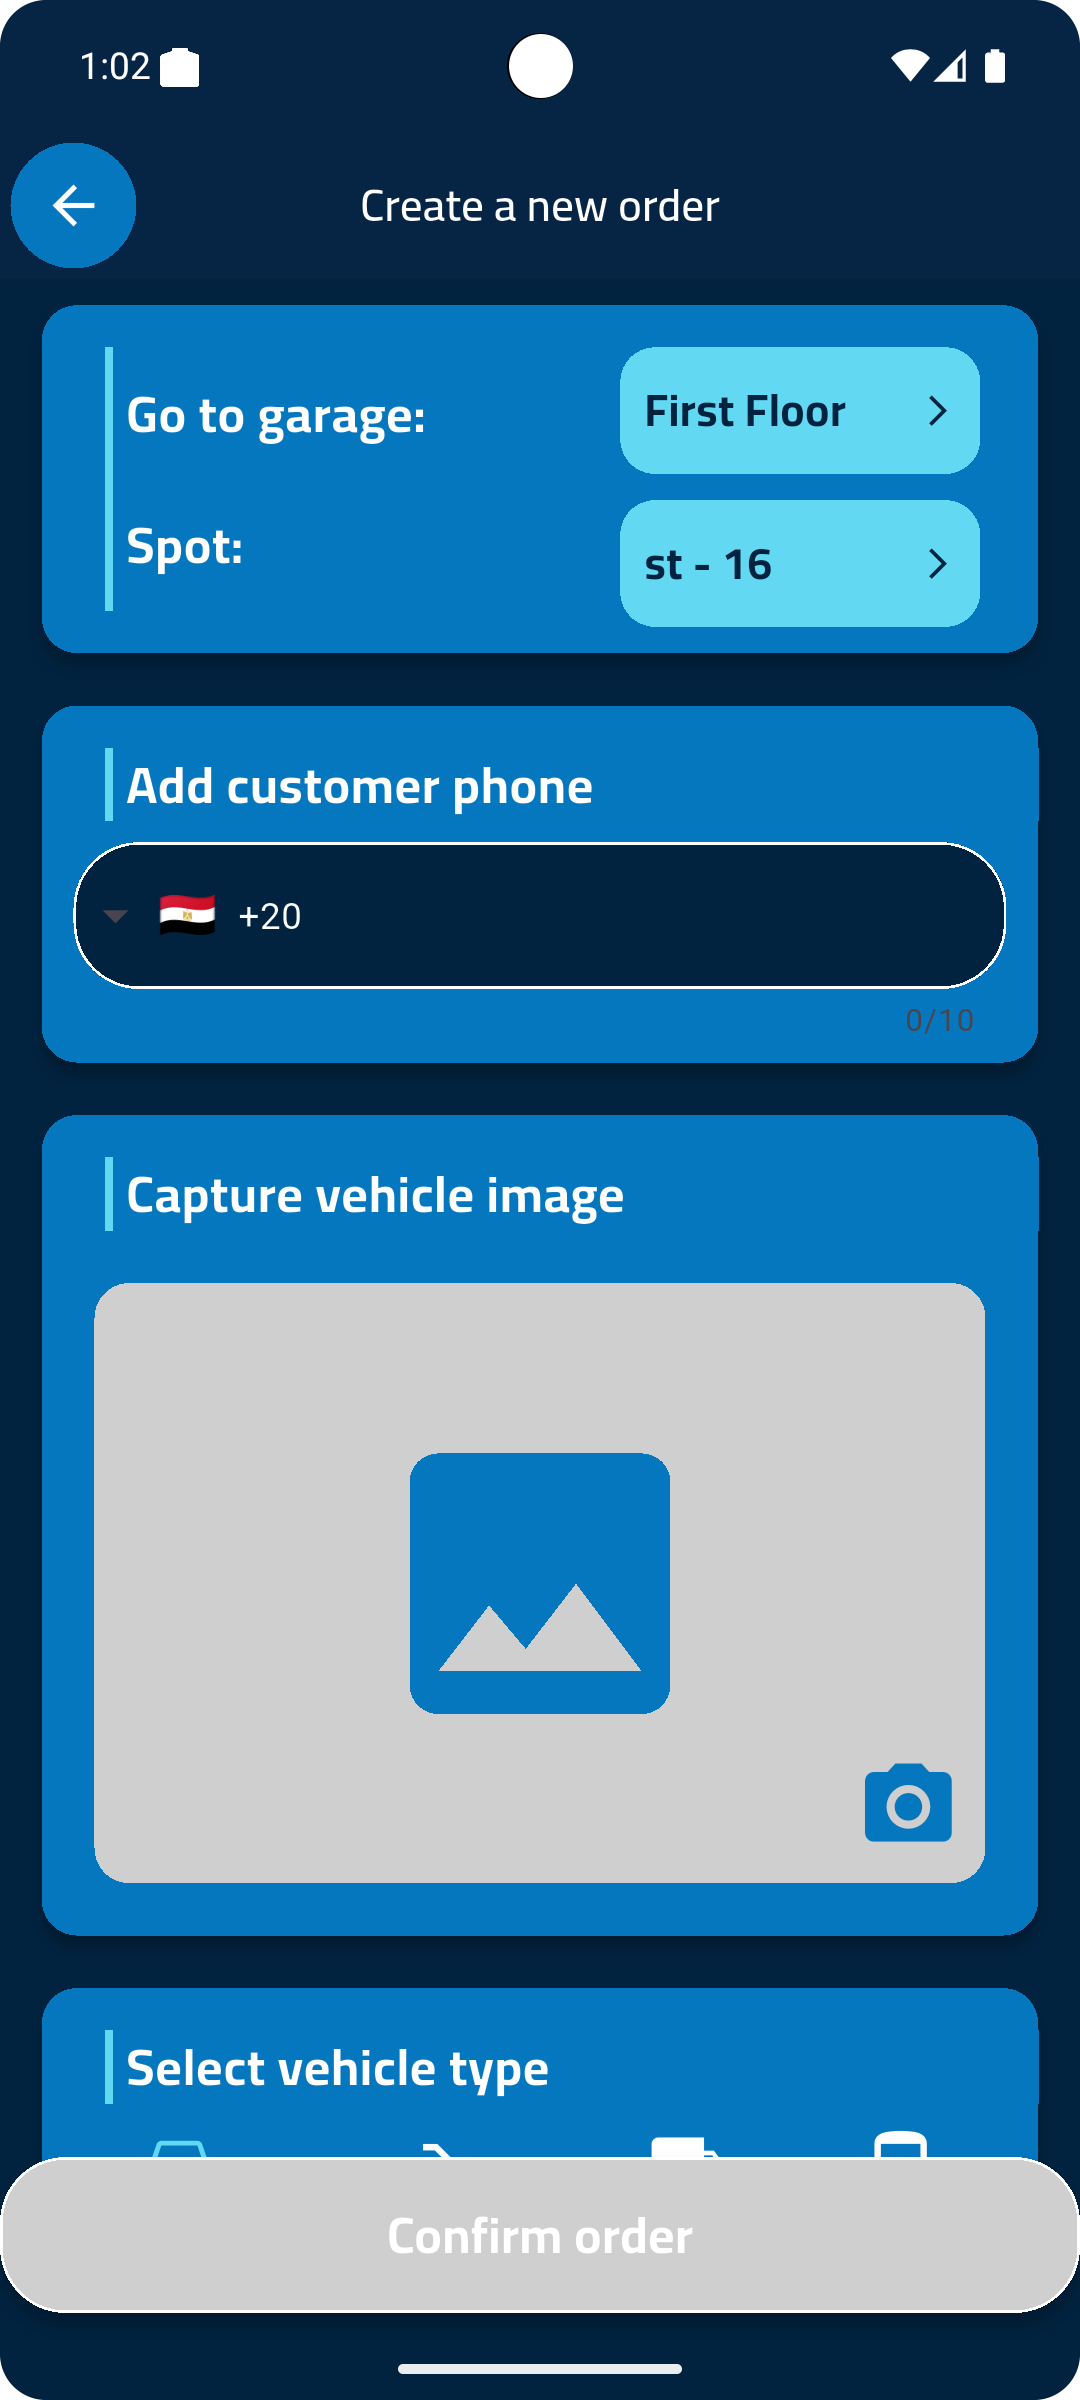 1:02
Create a new order
Go to garage:
First Floor
Spot:
st - 16
Add customer phone
+20
0/10
Capture vehicle image
Select vehicle type
Confirm order